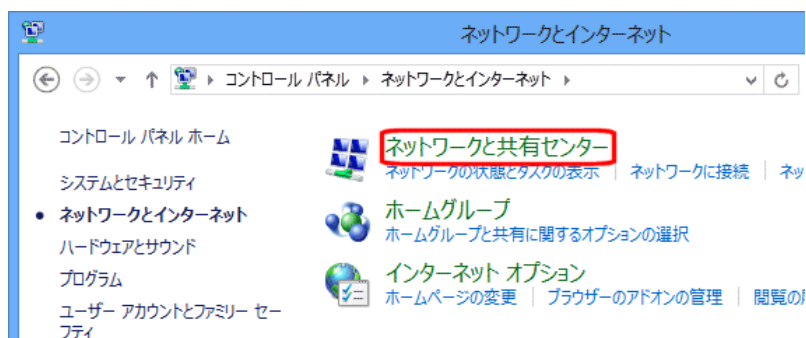 ネットワークとインターネット
コントロール パネル ネットワークとインターネット
コントロール パネル ホーム
システムとセキュリティ
ネットワークとインターネット
ハードウェアとサウンド
プログラム
ユーザー アカウントとファミリー セー
フティ
ネットワークと共有センター
ネットワークの状態とタスクの表示 ネットワークに接続 ネッ
ホームグループ
ホームグループと共有に関するオプションの選択
インターネット オプション
ホームページの変更 ブラウザーのアドオンの管理 閲覧の